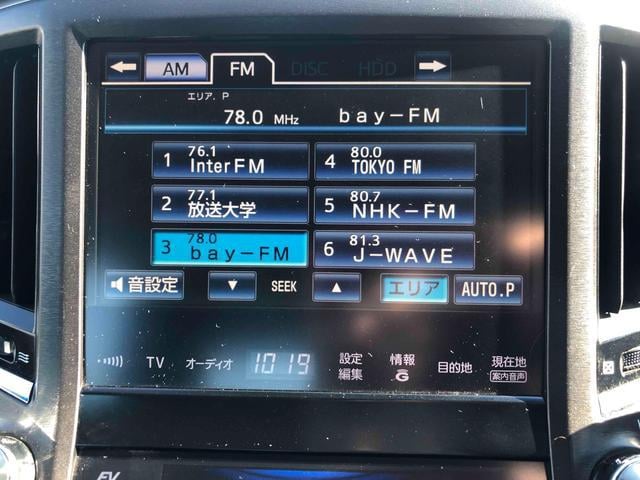 AM FM DISC HDD
エリア. P
78.0 MHz bay-FM
1 76.1 InterFM
4 80.0 TOKYO FM
2 77.1 放送大学
5 80.7 NHK-FM
3 78.0 bay-FM
6 81.3 J-WAVE
音設定 ▼ SEEK ▲ エリア AUTO.P
TV オーディオ 1019 設定編集 情報G 目的地 現在地 案内音声
EV